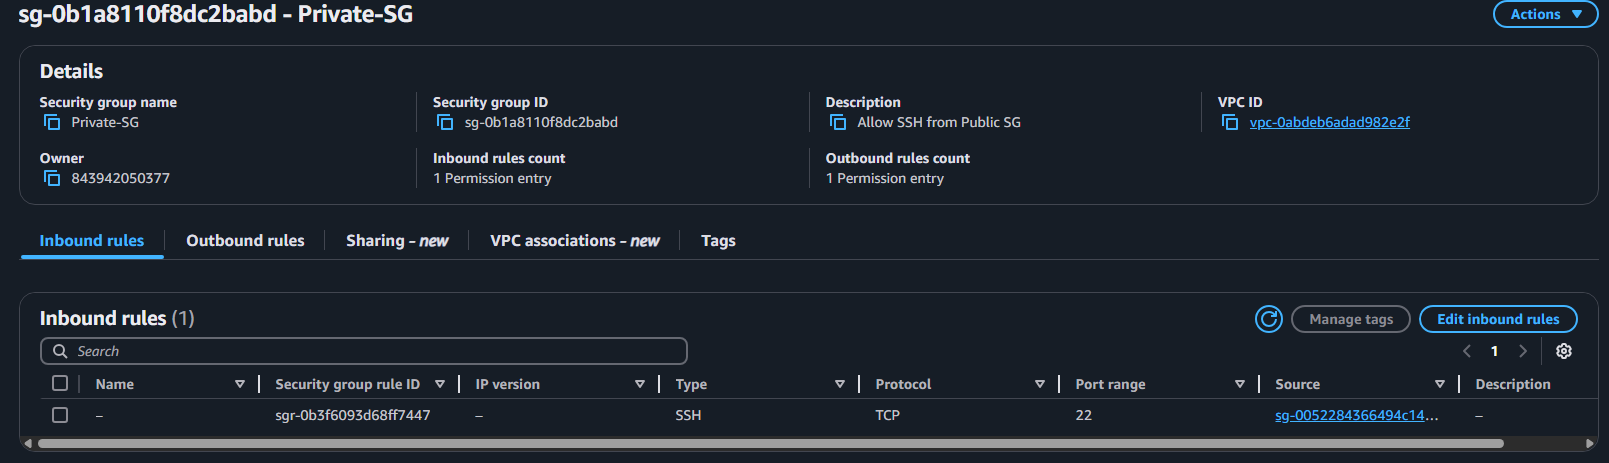 sg-0b1a8110f8dc2babd - Private-SG
Actions
Details
Security group name
Private-SG
Security group ID
sg-0b1a8110f8dc2babd
Description
Allow SSH from Public SG
VPC ID
vpc-0abdeb6adad982e2f
Owner
843942050377
Inbound rules count
1 Permission entry
Outbound rules count
1 Permission entry
Inbound rules
Outbound rules
Sharing - new
VPC associations - new
Tags
Inbound rules (1)
Manage tags
Edit inbound rules
Search
1
Name Security group rule ID IP version Type Protocol Port range Source Description
– sgr-0b3f6093d68ff7447 – SSH TCP 22 sg-0052284366494c14... –